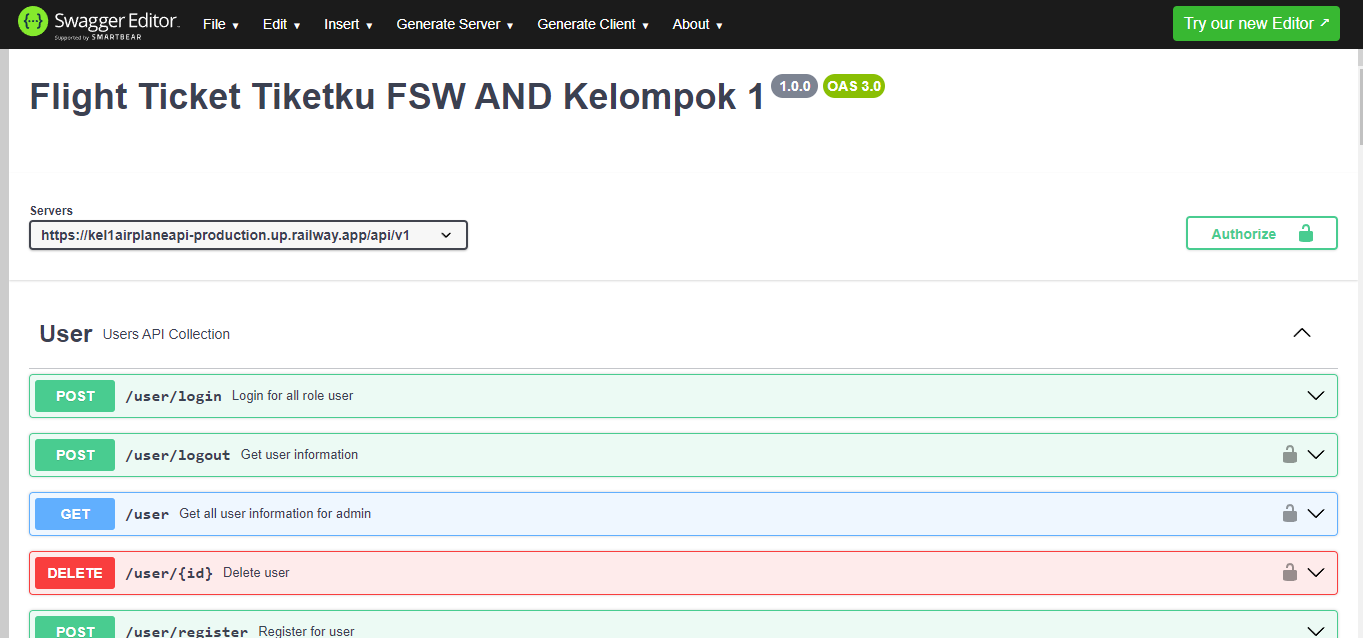 Swagger Editor
Supported by SMARTBEAR
File Edit Insert Generate Server Generate Client About
Try our new Editor ↗
Flight Ticket Tiketku FSW AND Kelompok 1 1.0.0 OAS 3.0
Servers
https://kel1airplaneapi-production.up.railway.app/api/v1
Authorize
User Users API Collection
POST /user/login Login for all role user
POST /user/logout Get user information
GET /user Get all user information for admin
DELETE /user/{id} Delete user
POST /user/register Register for user